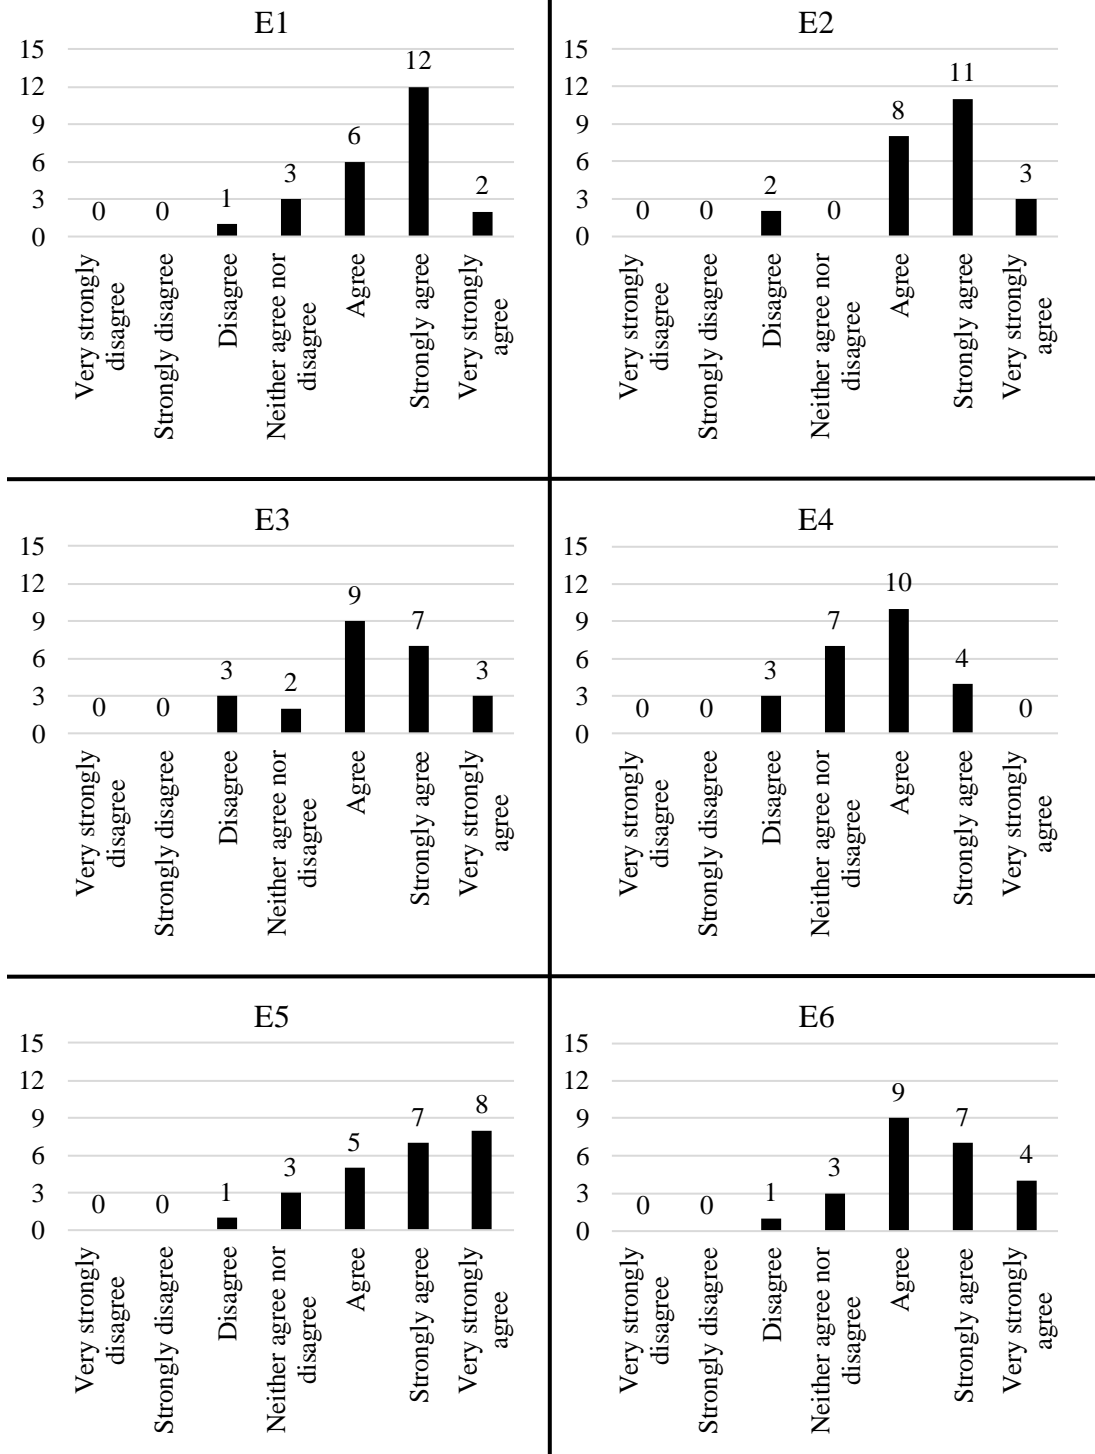 E1
15
12
9
6
3
0
0
0
1
3
6
12
2
Very strongly
disagree
Strongly disagree
Disagree
Neither agree nor
disagree
Agree
Strongly agree
Very strongly
agree
E2
15
12
9
6
3
0
0
0
2
0
8
11
3
Very strongly
disagree
Strongly disagree
Disagree
Neither agree nor
disagree
Agree
Strongly agree
Very strongly
agree
E3
15
12
9
6
3
0
0
0
3
2
9
7
3
Very strongly
disagree
Strongly disagree
Disagree
Neither agree nor
disagree
Agree
Strongly agree
Very strongly
agree
E4
15
12
9
6
3
0
0
0
3
7
10
4
0
Very strongly
disagree
Strongly disagree
Disagree
Neither agree nor
disagree
Agree
Strongly agree
Very strongly
agree
E5
15
12
9
6
3
0
0
0
1
3
5
7
8
Very strongly
disagree
Strongly disagree
Disagree
Neither agree nor
disagree
Agree
Strongly agree
Very strongly
agree
E6
15
12
9
6
3
0
0
0
1
3
9
7
4
Very strongly
disagree
Strongly disagree
Disagree
Neither agree nor
disagree
Agree
Strongly agree
Very strongly
agree